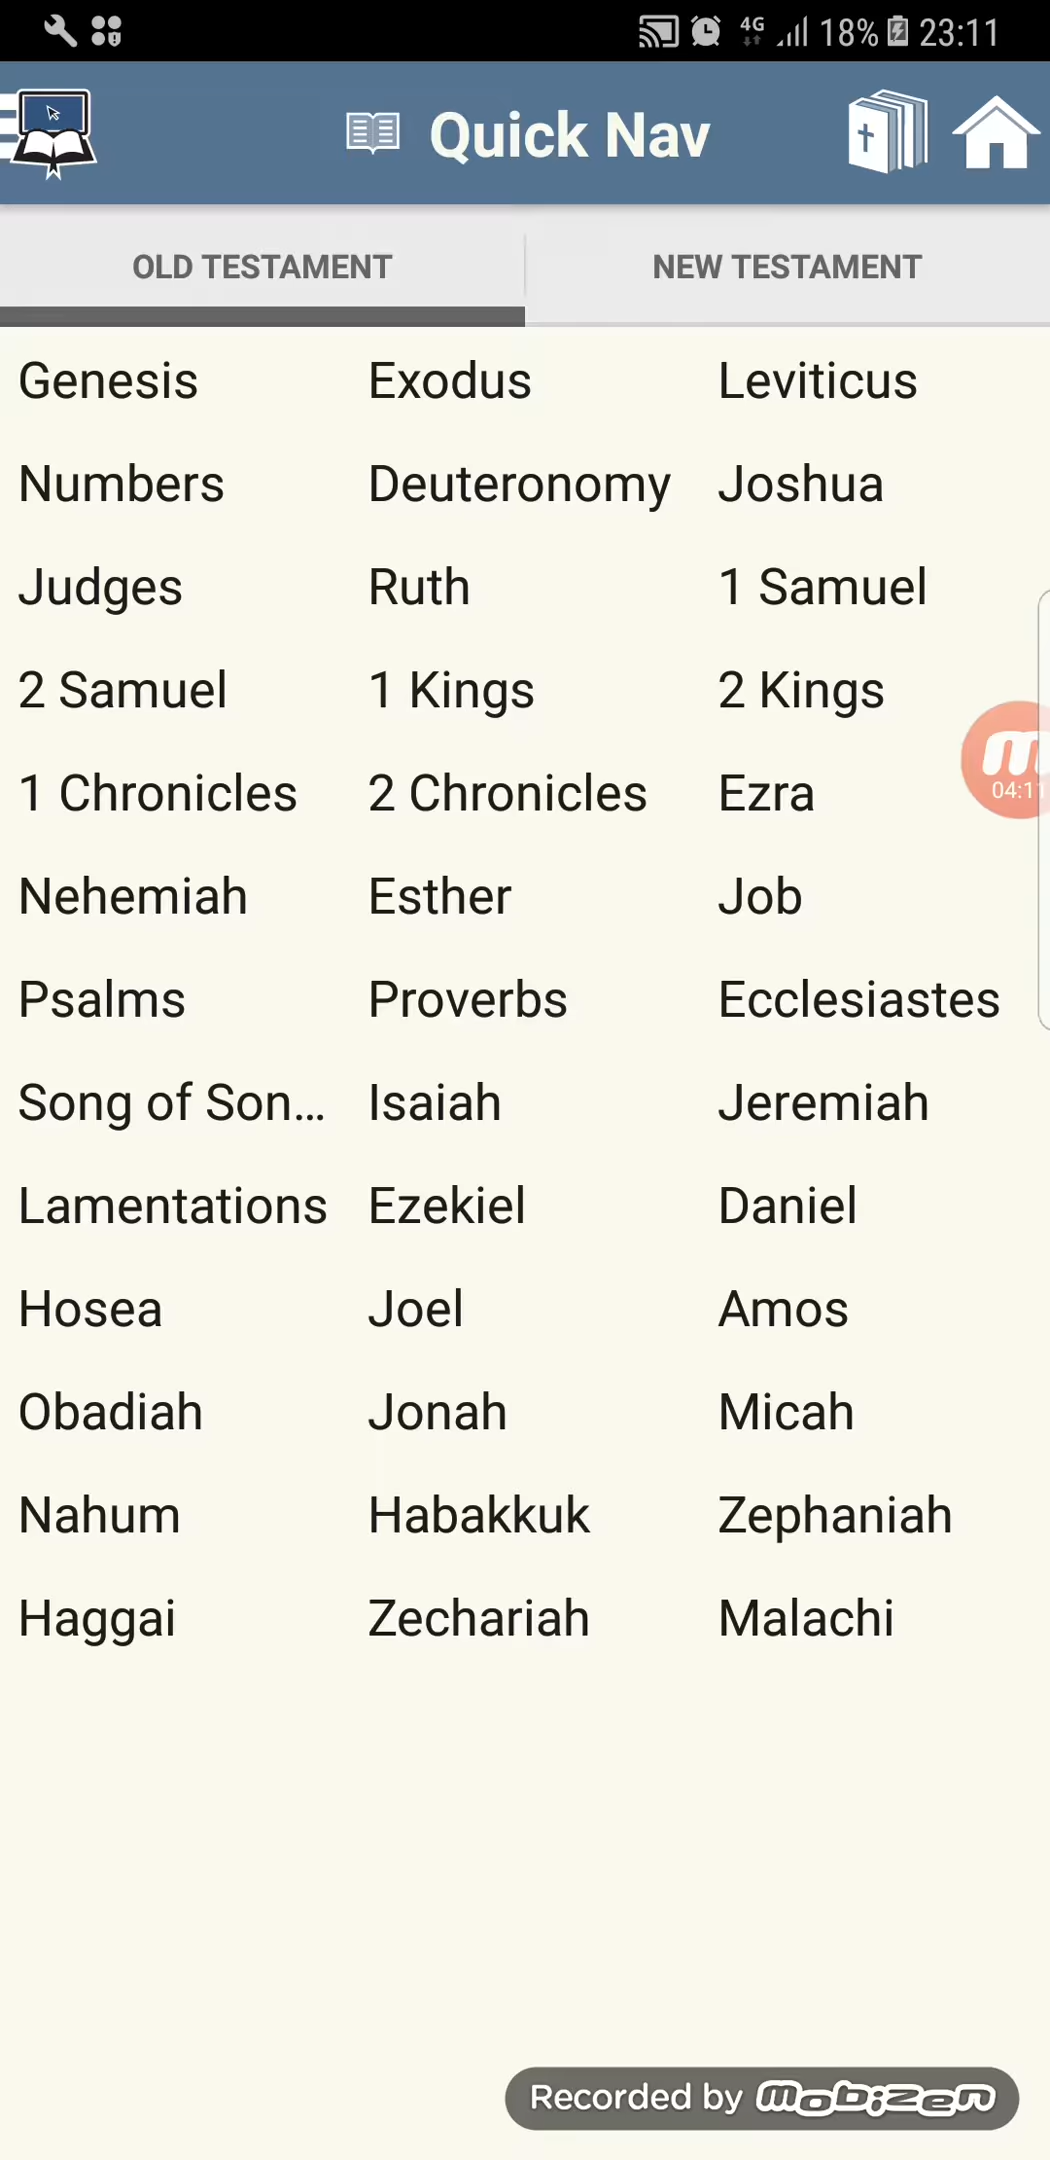 4G 18% 23:11
Quick Nav
OLD TESTAMENT NEW TESTAMENT
Genesis Exodus Leviticus
Numbers Deuteronomy Joshua
Judges Ruth 1 Samuel
2 Samuel 1 Kings 2 Kings
1 Chronicles 2 Chronicles Ezra
Nehemiah Esther Job
Psalms Proverbs Ecclesiastes
Song of Son... Isaiah Jeremiah
Lamentations Ezekiel Daniel
Hosea Joel Amos
Obadiah Jonah Micah
Nahum Habakkuk Zephaniah
Haggai Zechariah Malachi
m
04:11
Recorded by mobizen